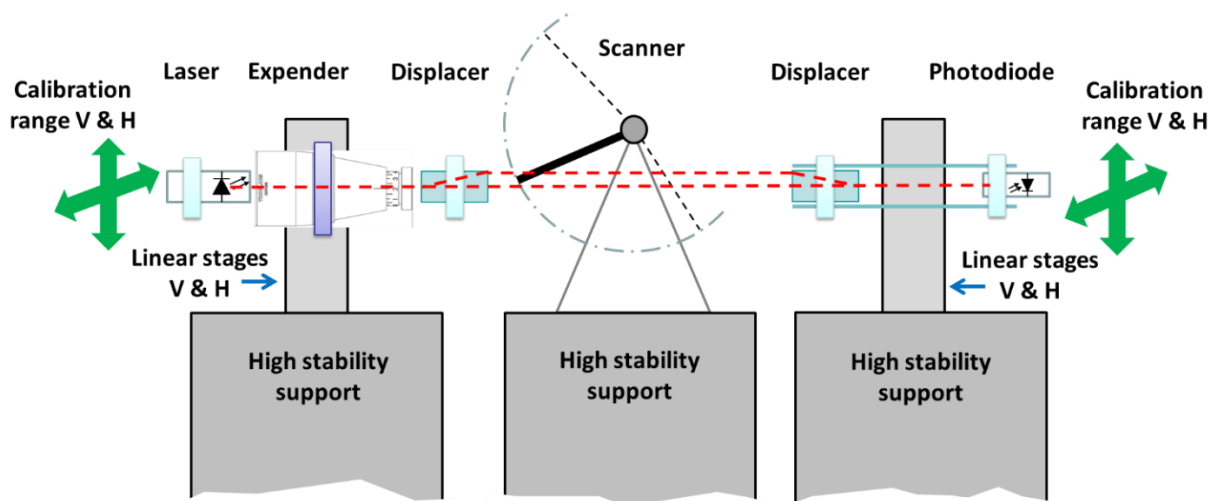 Scanner
Laser
Expender
Displacer
Displacer
Photodiode
Calibration
range V & H
Calibration
range V & H
Linear stages
V & H
Linear stages
V & H
High stability
support
High stability
support
High stability
support